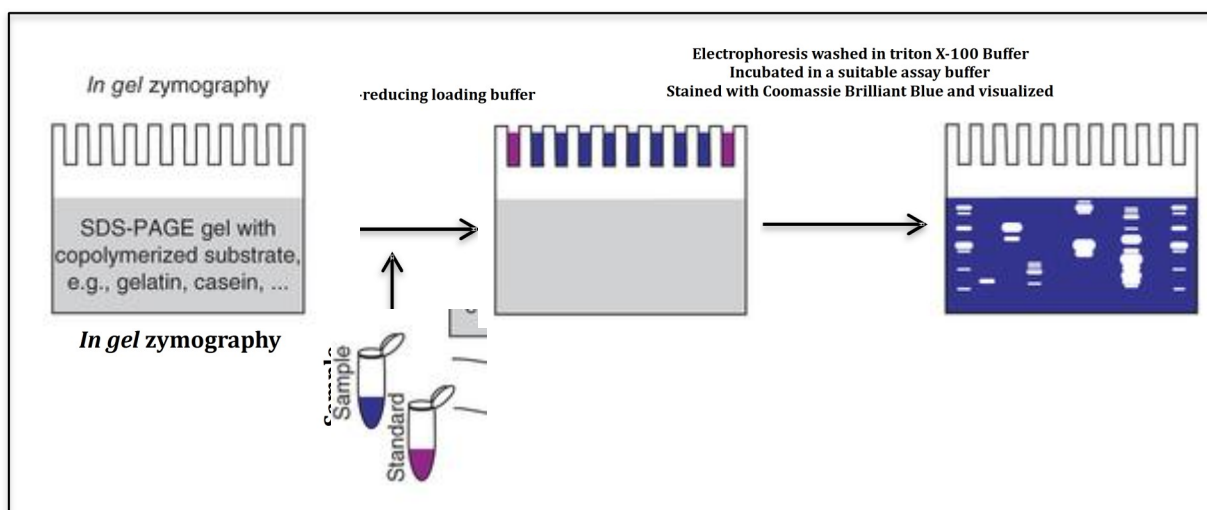 In gel zymography
SDS-PAGE gel with
copolymerized substrate,
e.g., gelatin, casein, ...
In gel zymography
-reducing loading buffer
Sample
Standard
Electrophoresis washed in triton X-100 Buffer
Incubated in a suitable assay buffer
Stained with Coomassie Brilliant Blue and visualized